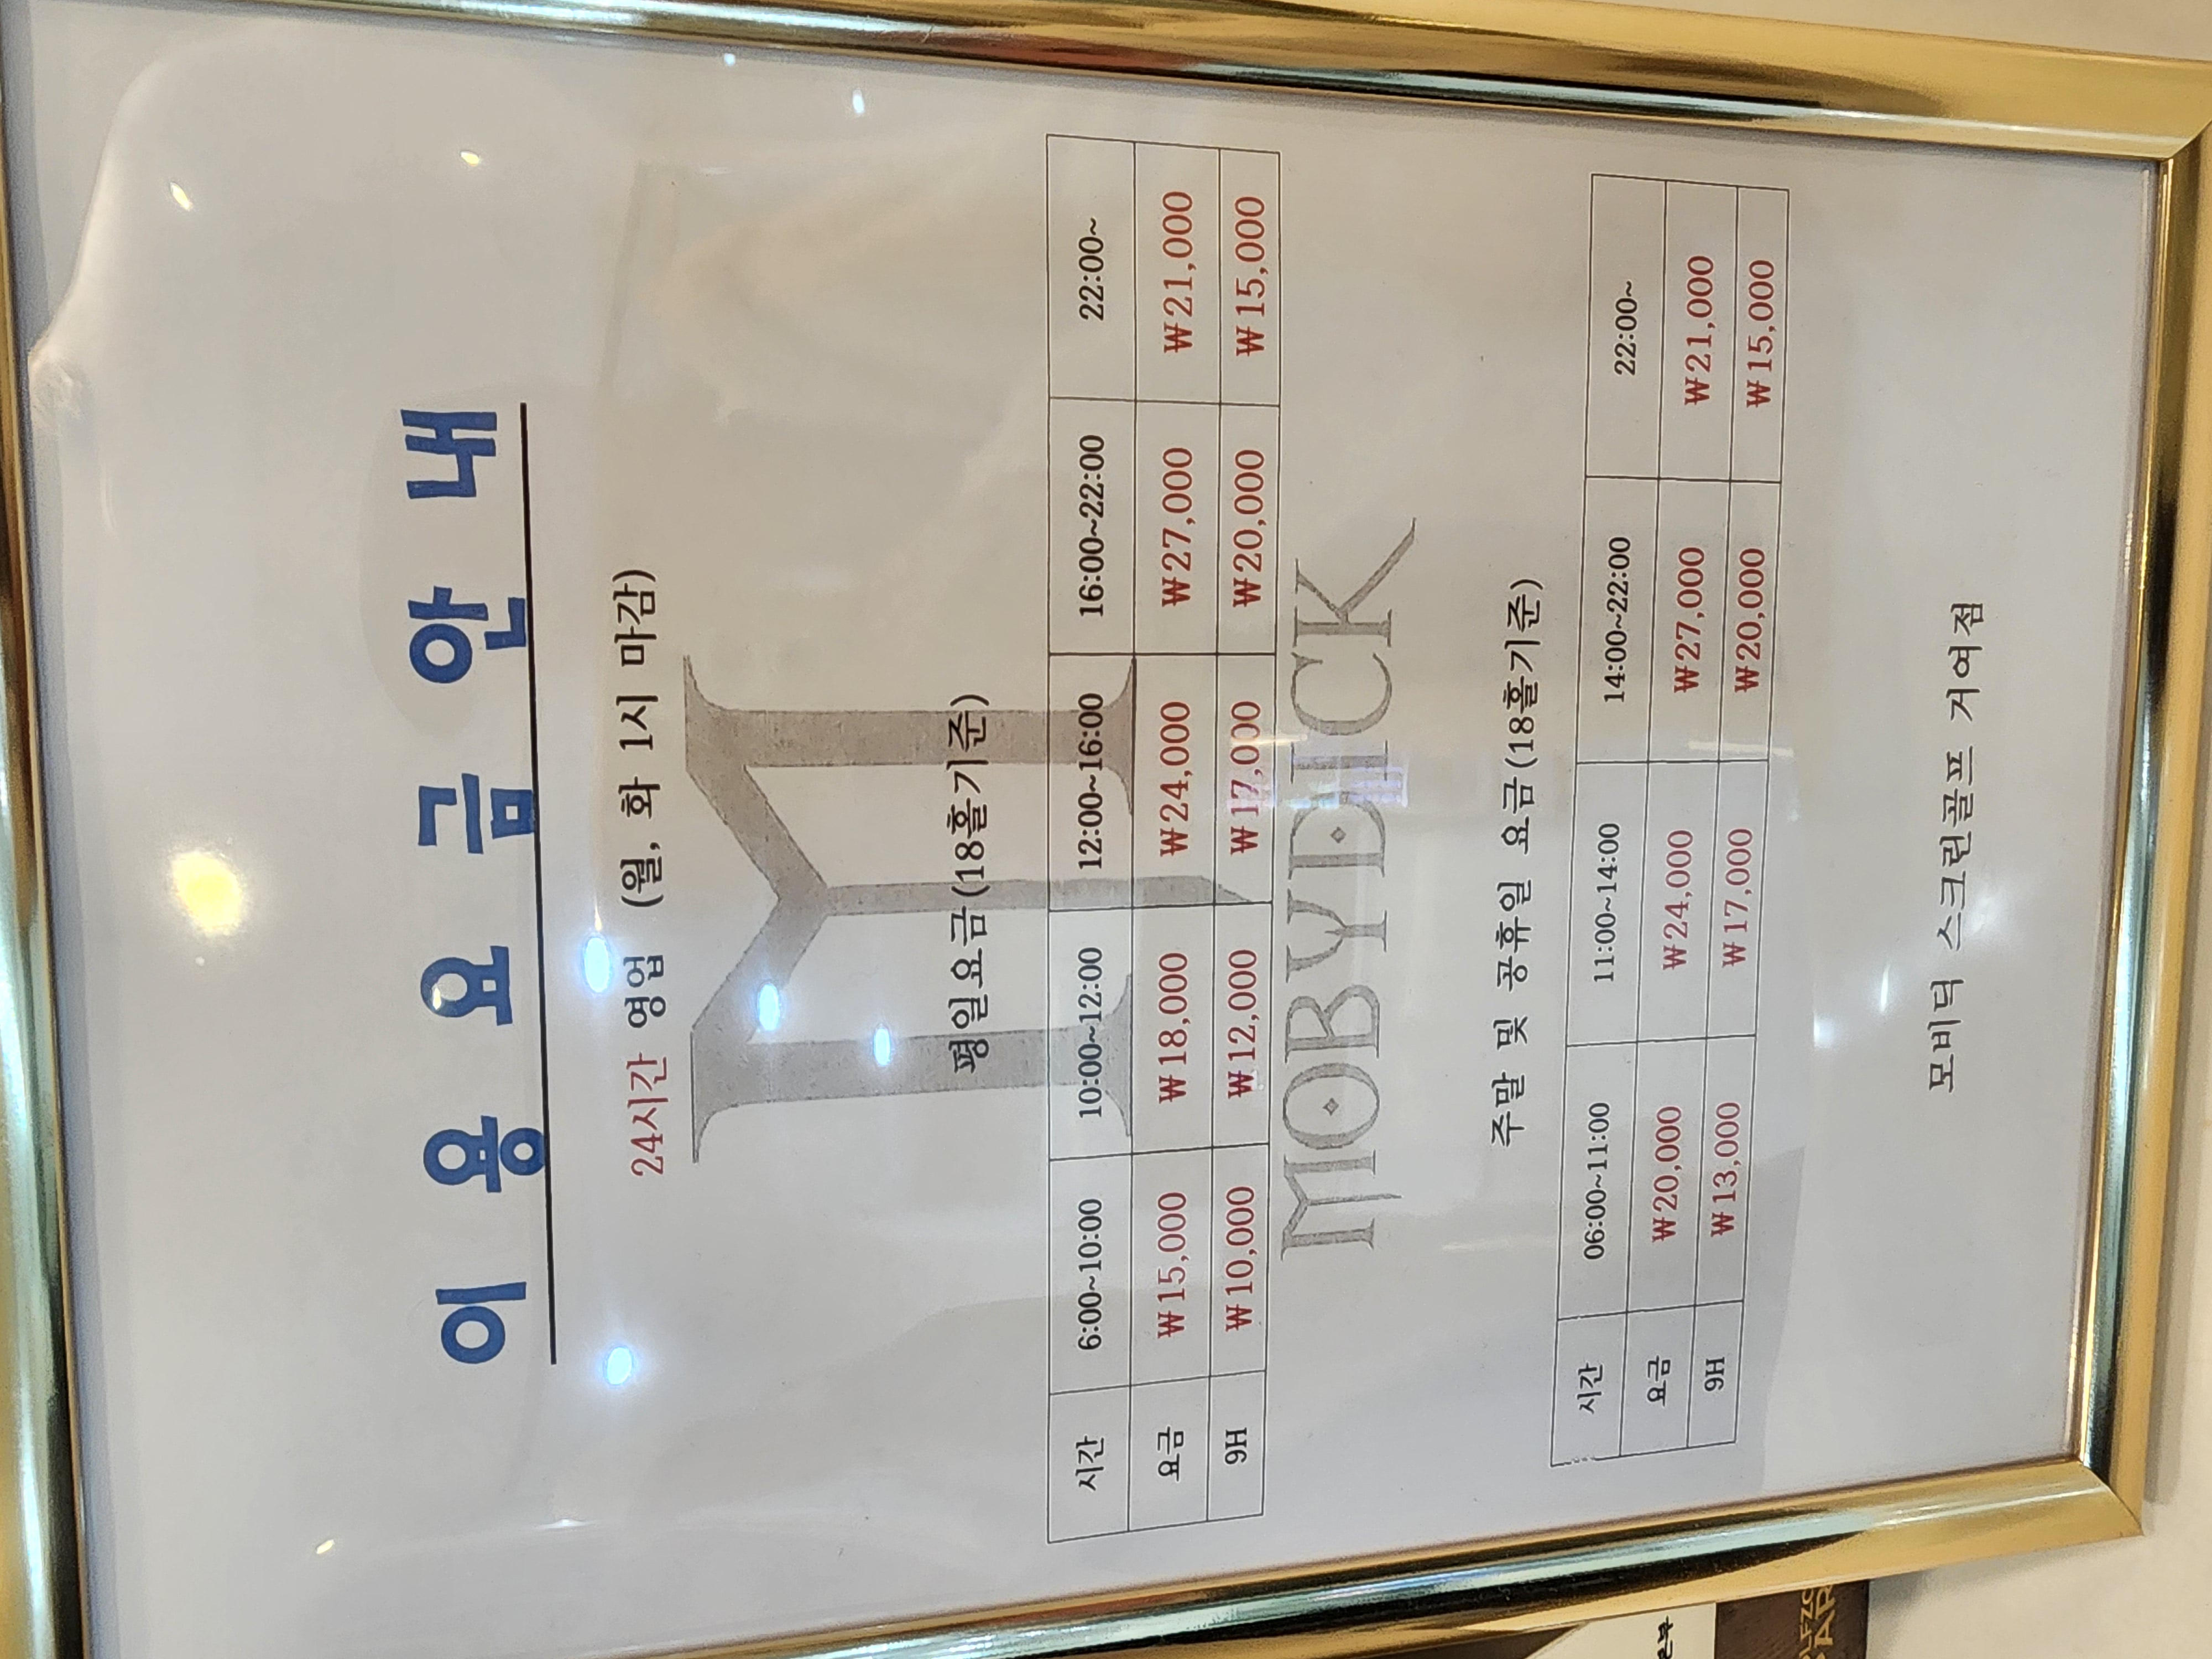 이 용 요 금 안 내
24시간 영업 (월, 화 1시 마감)
평일요금(18홀기준)
시간 6:00~10:00 10:00~12:00 12:00~16:00 16:00~22:00 22:00~
요금 ₩15,000 ₩18,000 ₩24,000 ₩27,000 ₩21,000
9H ₩10,000 ₩12,000 ₩17,000 ₩20,000 ₩15,000
MOBYDICK
주말 및 공휴일 요금(18홀기준)
시간 06:00~11:00 11:00~14:00 14:00~22:00 22:00~
요금 ₩20,000 ₩24,000 ₩27,000 ₩21,000
9H ₩13,000 ₩17,000 ₩20,000 ₩15,000
모비딕 스크린골프 거여점